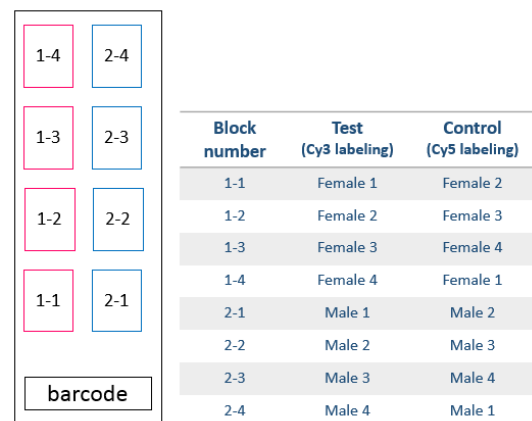 1-4 2-4
1-3 2-3
1-2 2-2
1-1 2-1
barcode
Block number Test (Cy3 labeling) Control (Cy5 labeling)
1-1 Female 1 Female 2
1-2 Female 2 Female 3
1-3 Female 3 Female 4
1-4 Female 4 Female 1
2-1 Male 1 Male 2
2-2 Male 2 Male 3
2-3 Male 3 Male 4
2-4 Male 4 Male 1